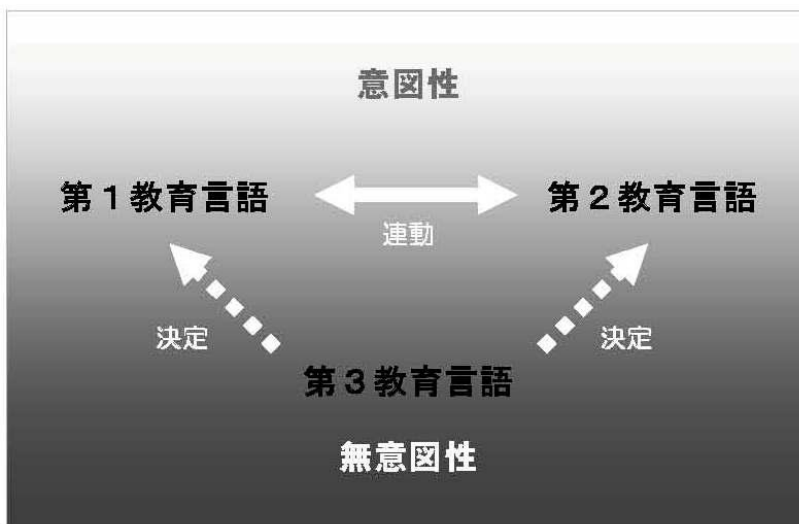 意図性
第１教育言語
第２教育言語
連動
決定
決定
第３教育言語
無意図性